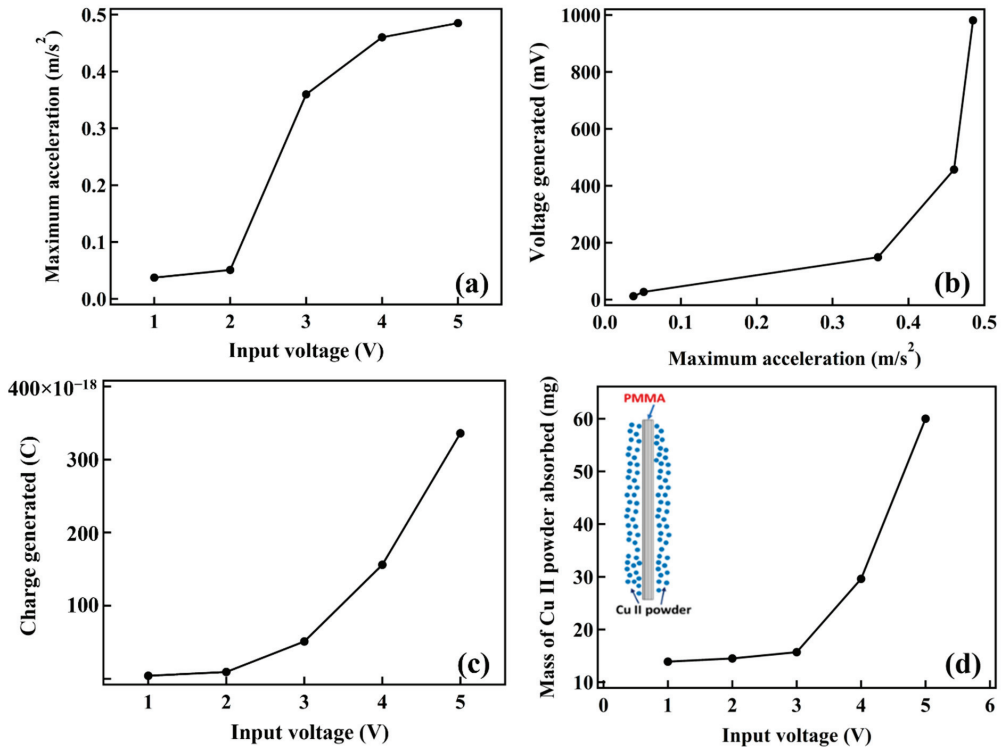 0.5
0.4
0.3
0.2
0.1
0.0
Maximum acceleration (m/s²)
(a)
1 2 3 4 5
Input voltage (V)
1000
800
600
400
200
0
Voltage generated (mV)
(b)
0.0 0.1 0.2 0.3 0.4 0.5
Maximum acceleration (m/s²)
400×10⁻¹⁸
300
200
100
Charge generated (C)
(c)
1 2 3 4 5
Input voltage (V)
60
50
40
30
20
10
Mass of Cu II powder absorbed (mg)
PMMA
Cu II powder
(d)
0 1 2 3 4 5 6
Input voltage (V)